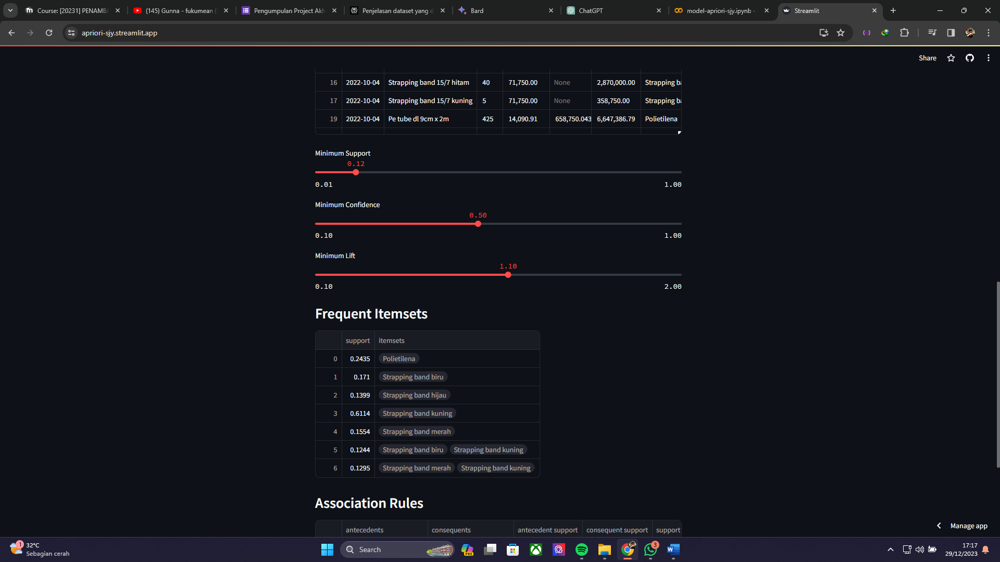 Course: [20231] PENAMBA
(145) Gunna - fukumean (
Pengumpulan Project Akh
Penjelasan dataset yang d
Bard
ChatGPT
model-apriori-sjy.ipynb -
Streamlit
apriori-sjy.streamlit.app
Share
16 2022-10-04 Strapping band 15/7 hitam 40 71,750.00 None 2,870,000.00 Strapping ba
17 2022-10-04 Strapping band 15/7 kuning 5 71,750.00 None 358,750.00 Strapping ba
19 2022-10-04 Pe tube dl 9cm x 2m 425 14,090.91 658,750.043 6,647,386.79 Polietilena
Minimum Support
0.12
0.01 1.00
Minimum Confidence
0.50
0.10 1.00
Minimum Lift
1.10
0.10 2.00
Frequent Itemsets
support itemsets
0 0.2435 Polietilena
1 0.171 Strapping band biru
2 0.1399 Strapping band hijau
3 0.6114 Strapping band kuning
4 0.1554 Strapping band merah
5 0.1244 Strapping band biru Strapping band kuning
6 0.1295 Strapping band merah Strapping band kuning
Association Rules
antecedents consequents antecedent support consequent support support
Manage app
1
32°C
Sebagian cerah
Search
PRE
3
17:17
29/12/2023